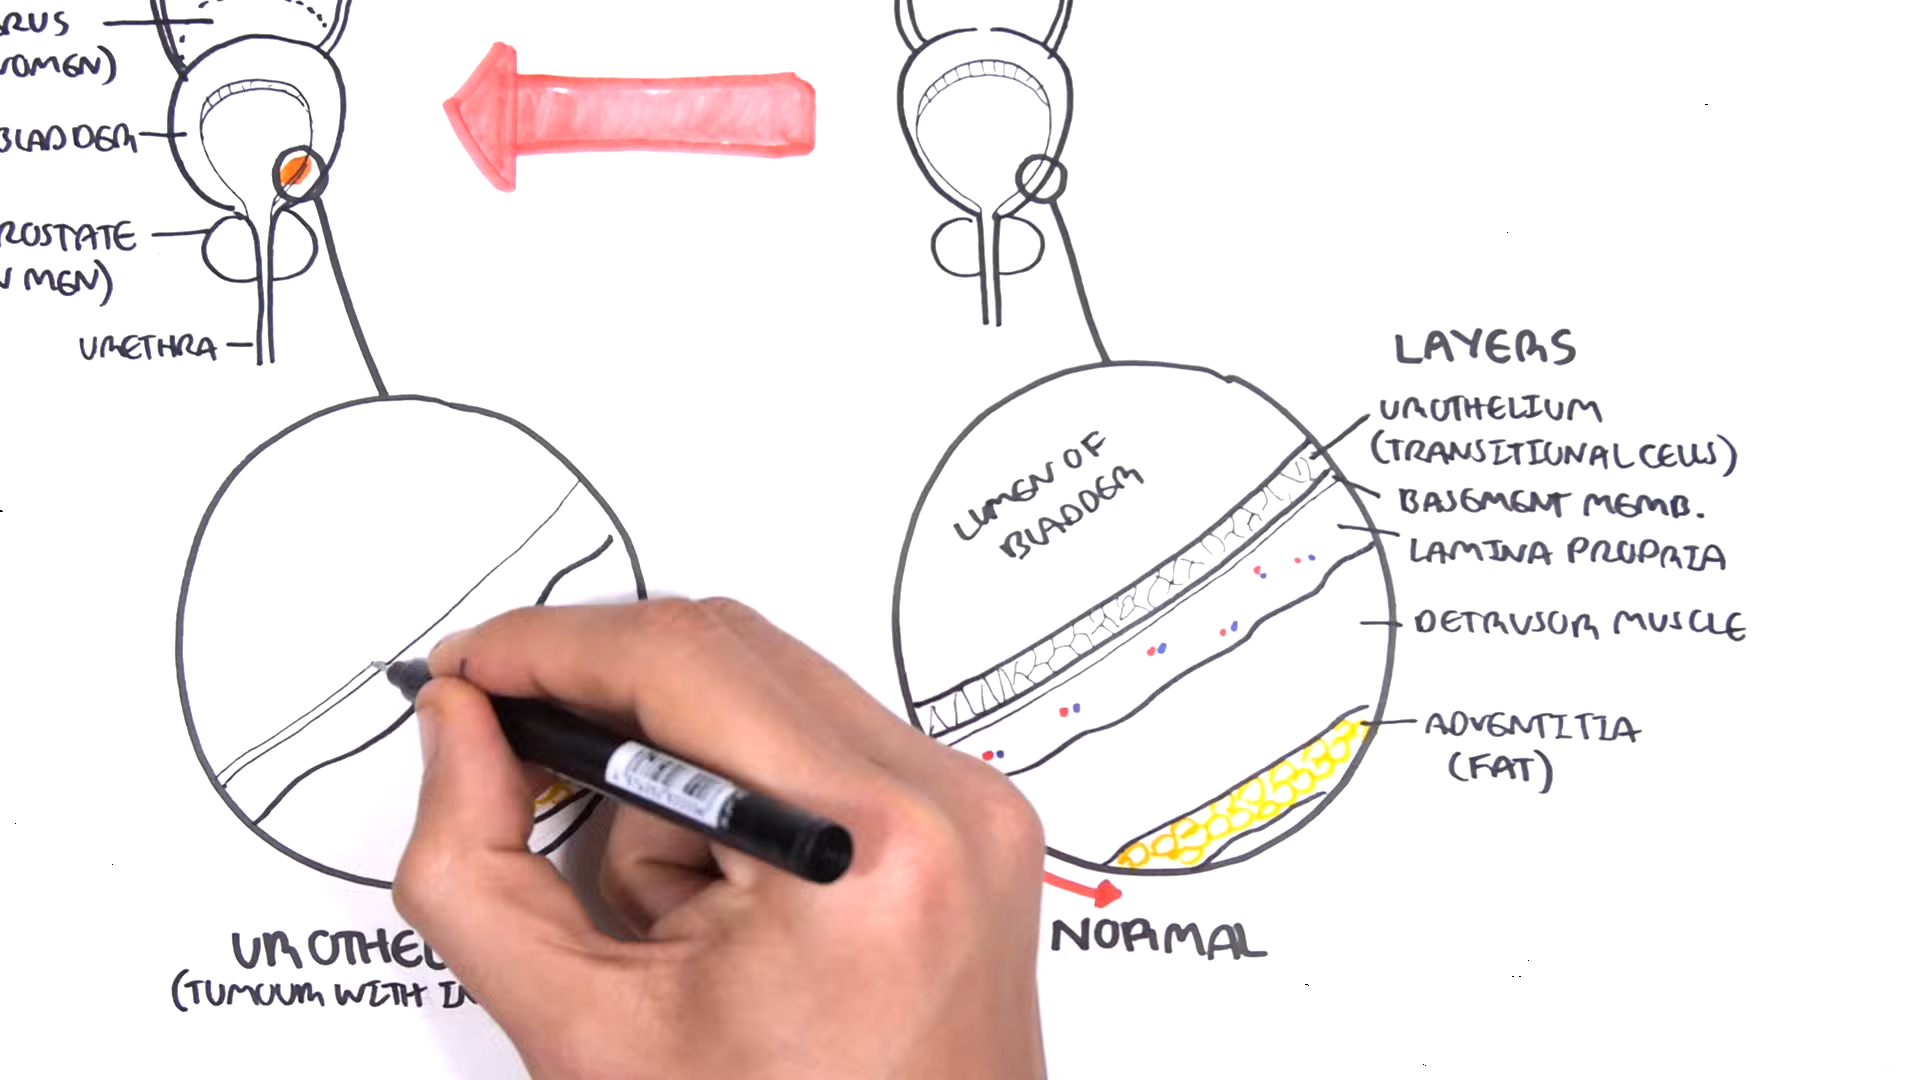 RUS
OMEN)
BLADDER
ROSTATE
MEN)
URETHRA
LAYERS
UROTHELIUM
(TRANSITIONAL CELLS)
BASEMENT MEMB.
LAMINA PROPRIA
DETRUSOR MUSCLE
ADVENTITIA
(FAT)
LUMEN OF
BLADDER
UROTHEL
(TUMOUR WITH IN
NORMAL